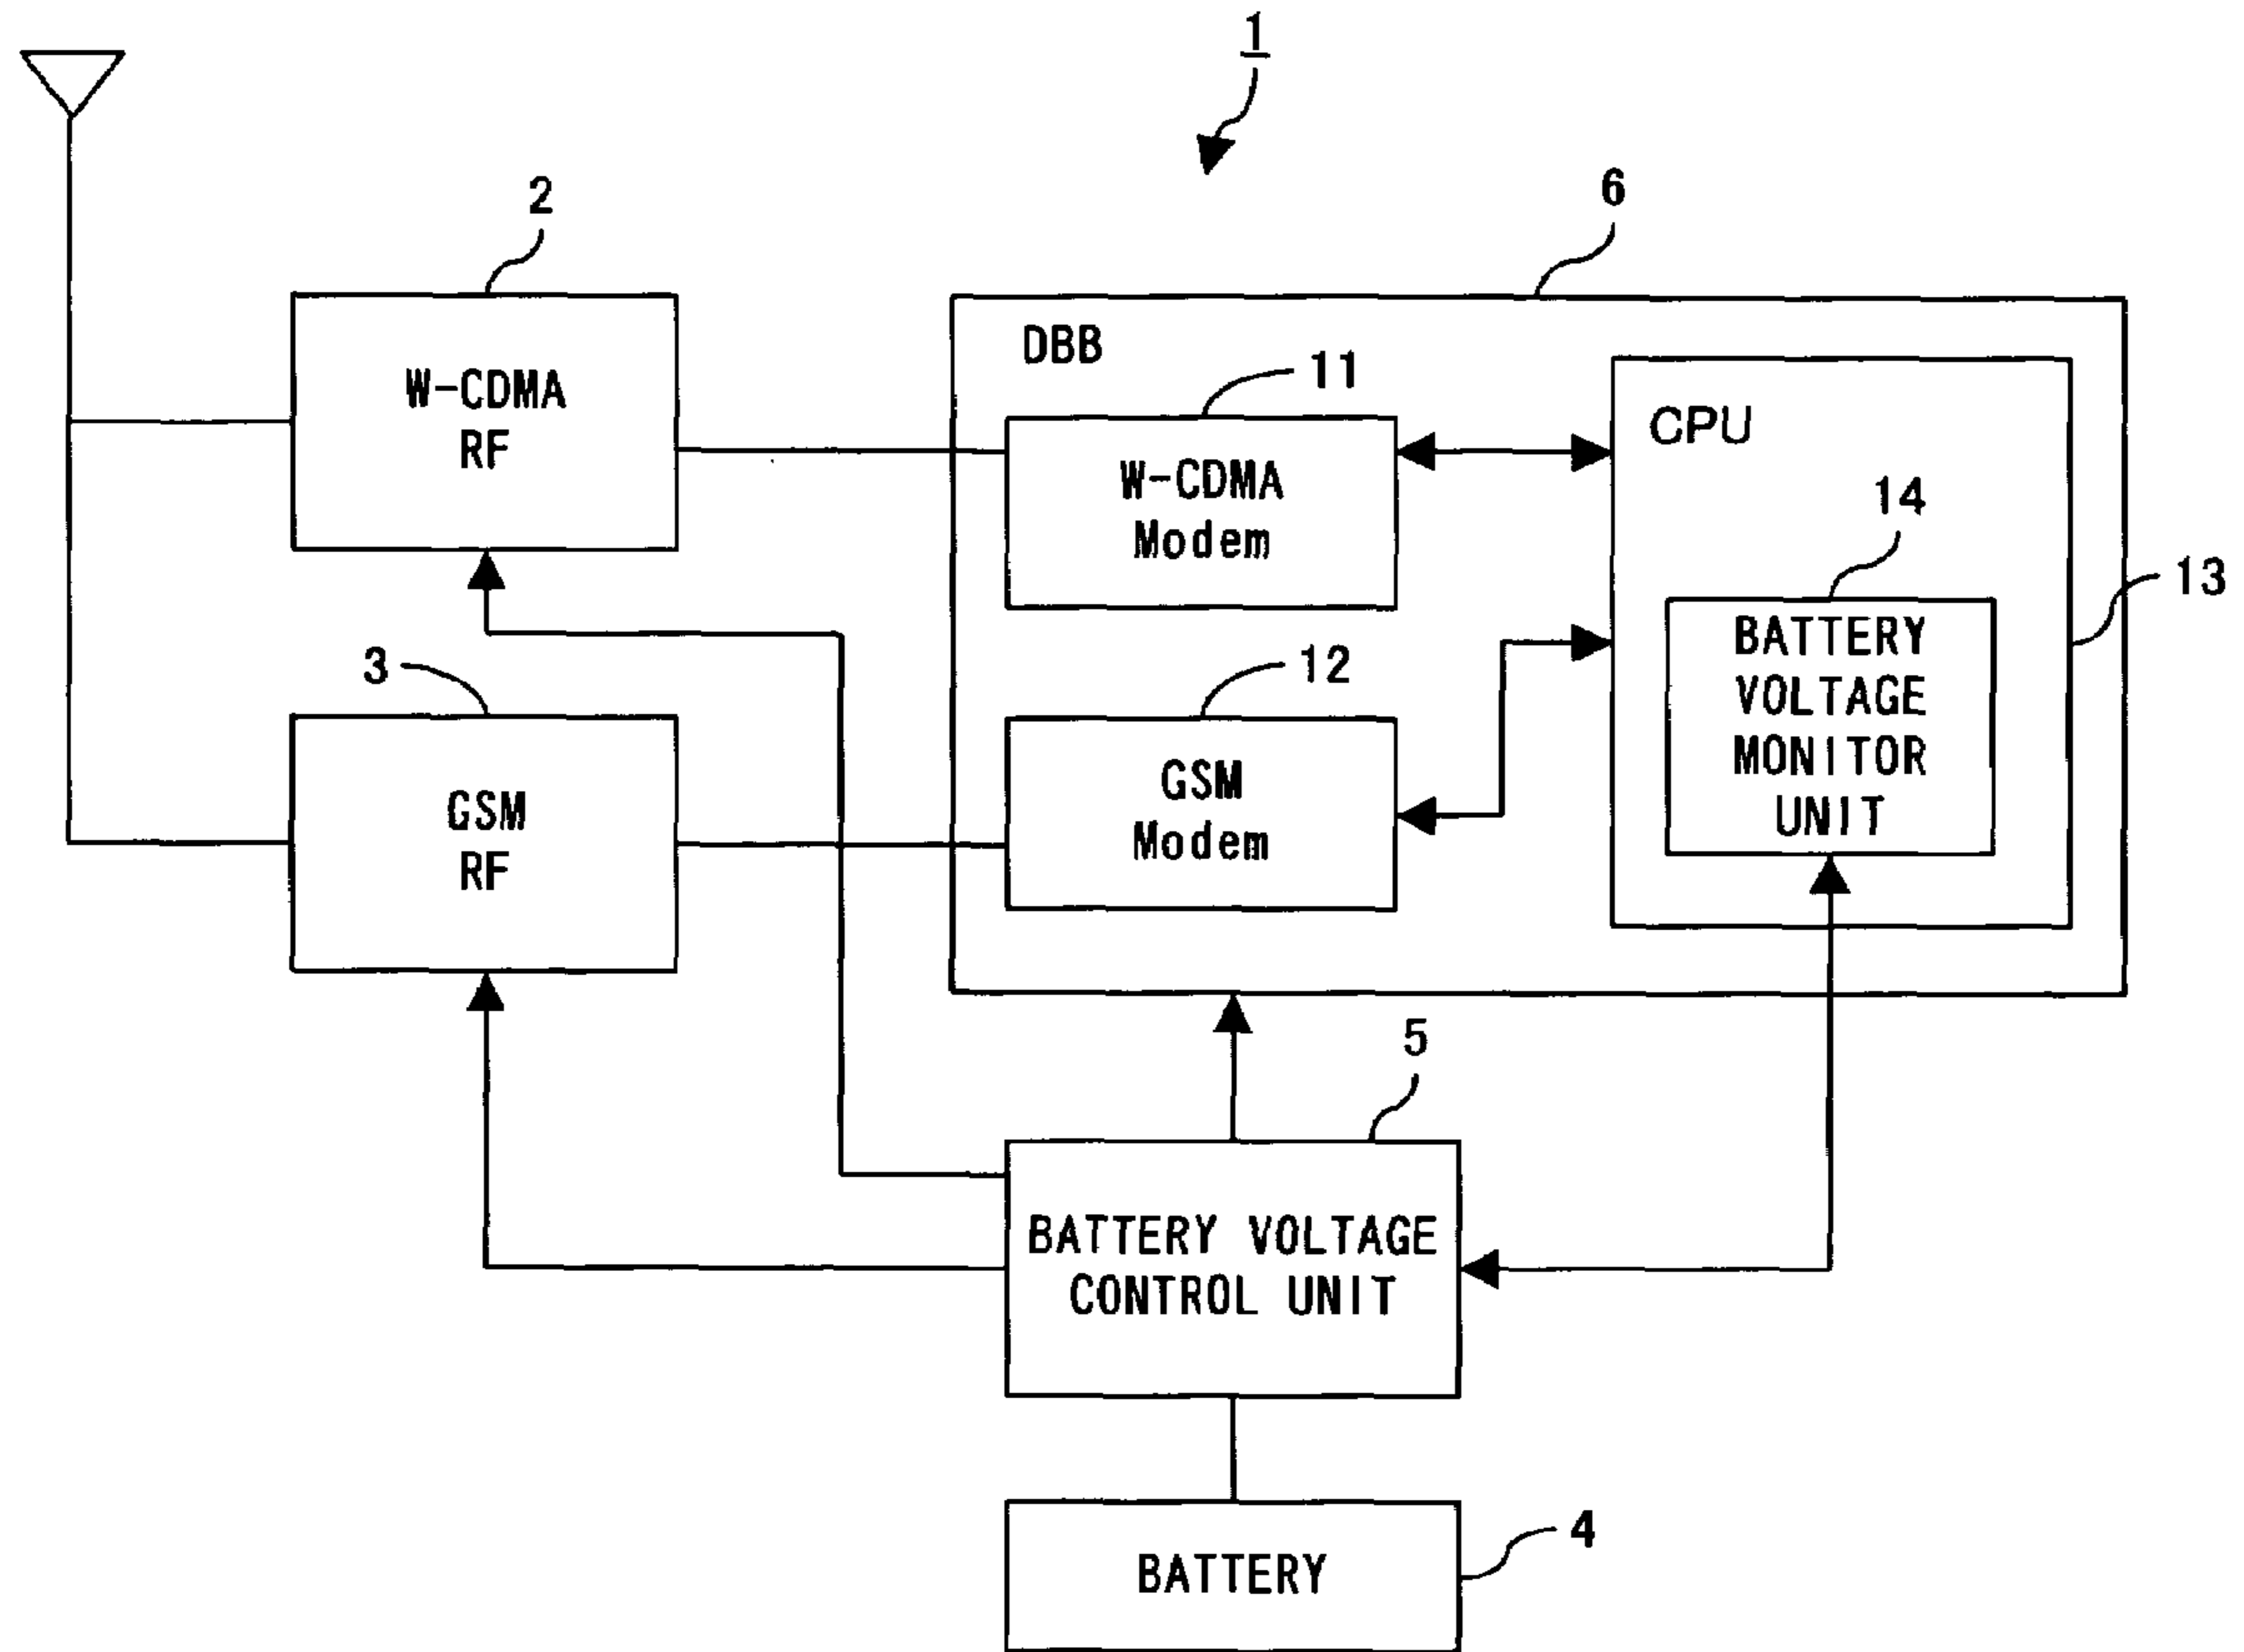 1
2
6
DBB
11
W-CDMA
RF
CPU
W-CDMA
Modem
14
13
BATTERY
VOLTAGE
MONITOR
UNIT
3
12
GSM
RF
GSM
Modem
5
BATTERY VOLTAGE
CONTROL UNIT
4
BATTERY